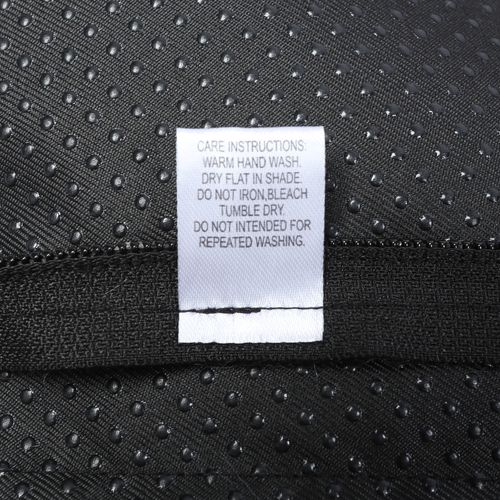 CARE INSTRUCTIONS:
WARM HAND WASH.
DRY FLAT IN SHADE.
DO NOT IRON,BLEACH
TUMBLE DRY.
DO NOT INTENDED FOR
REPEATED WASHING.